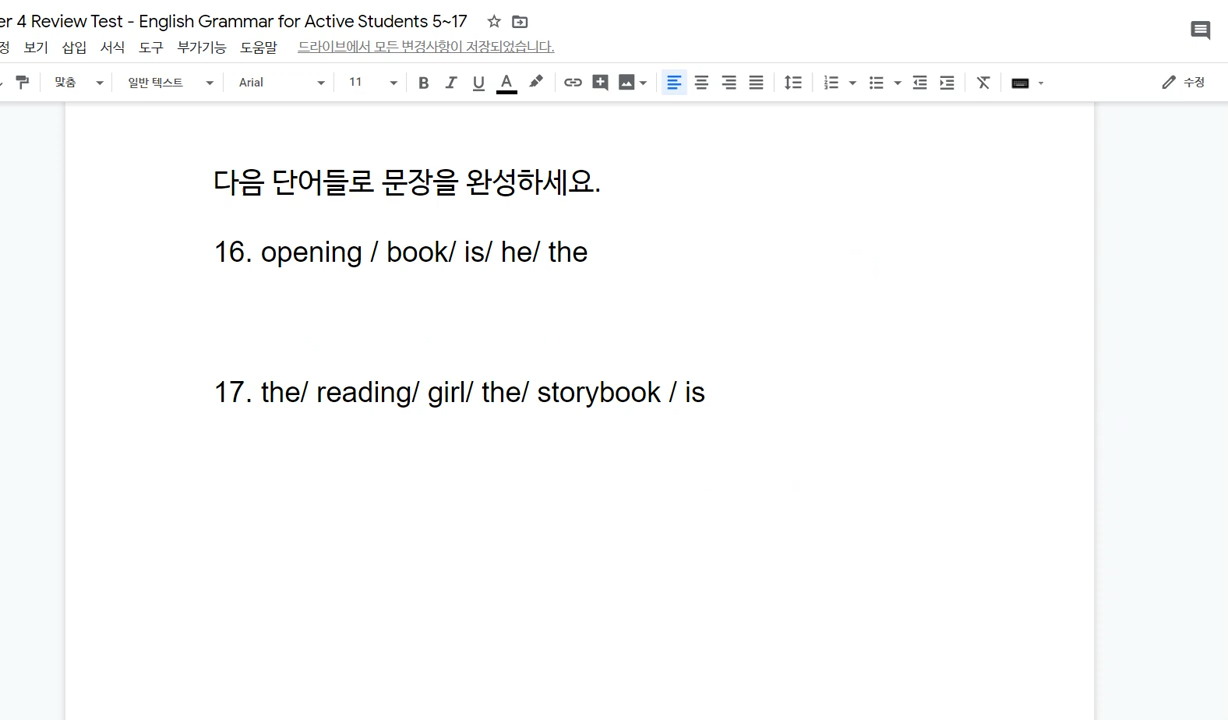 er 4 Review Test - English Grammar for Active Students 5~17
정 보기 삽입 서식 도구 부가기능 도움말 드라이브에서 모든 변경사항이 저장되었습니다.
맞춤 일반 텍스트 Arial 11 B I U A 수정
다음 단어들로 문장을 완성하세요.
16. opening / book/ is/ he/ the
17. the/ reading/ girl/ the/ storybook / is